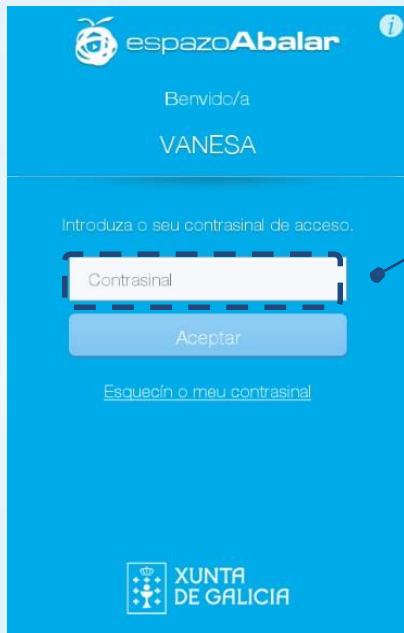 espazoAbalar
i
Benvido/a
VANESA
Introduza o seu contrasinal de acceso.
Contrasinal
Aceptar
Esquecín o meu contrasinal
XUNTA
DE GALICIA